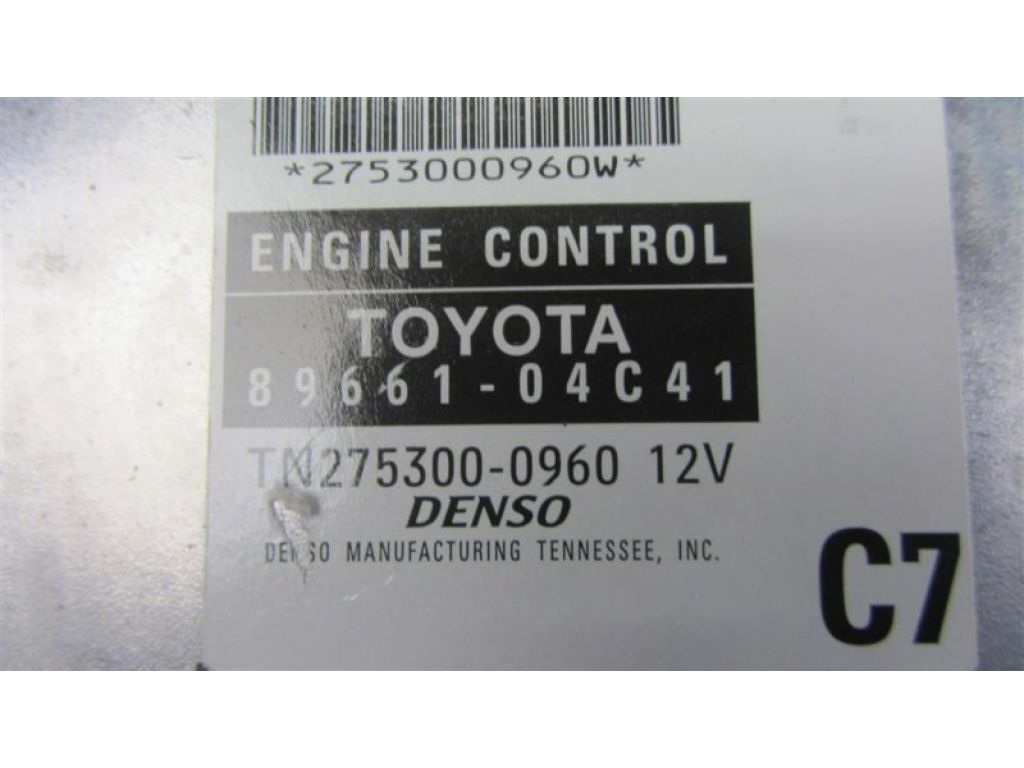 *2753000960W*
ENGINE CONTROL
TOYOTA
89661-04C41
TN275300-0960 12V
DENSO
DENSO MANUFACTURING TENNESSEE, INC.
C7